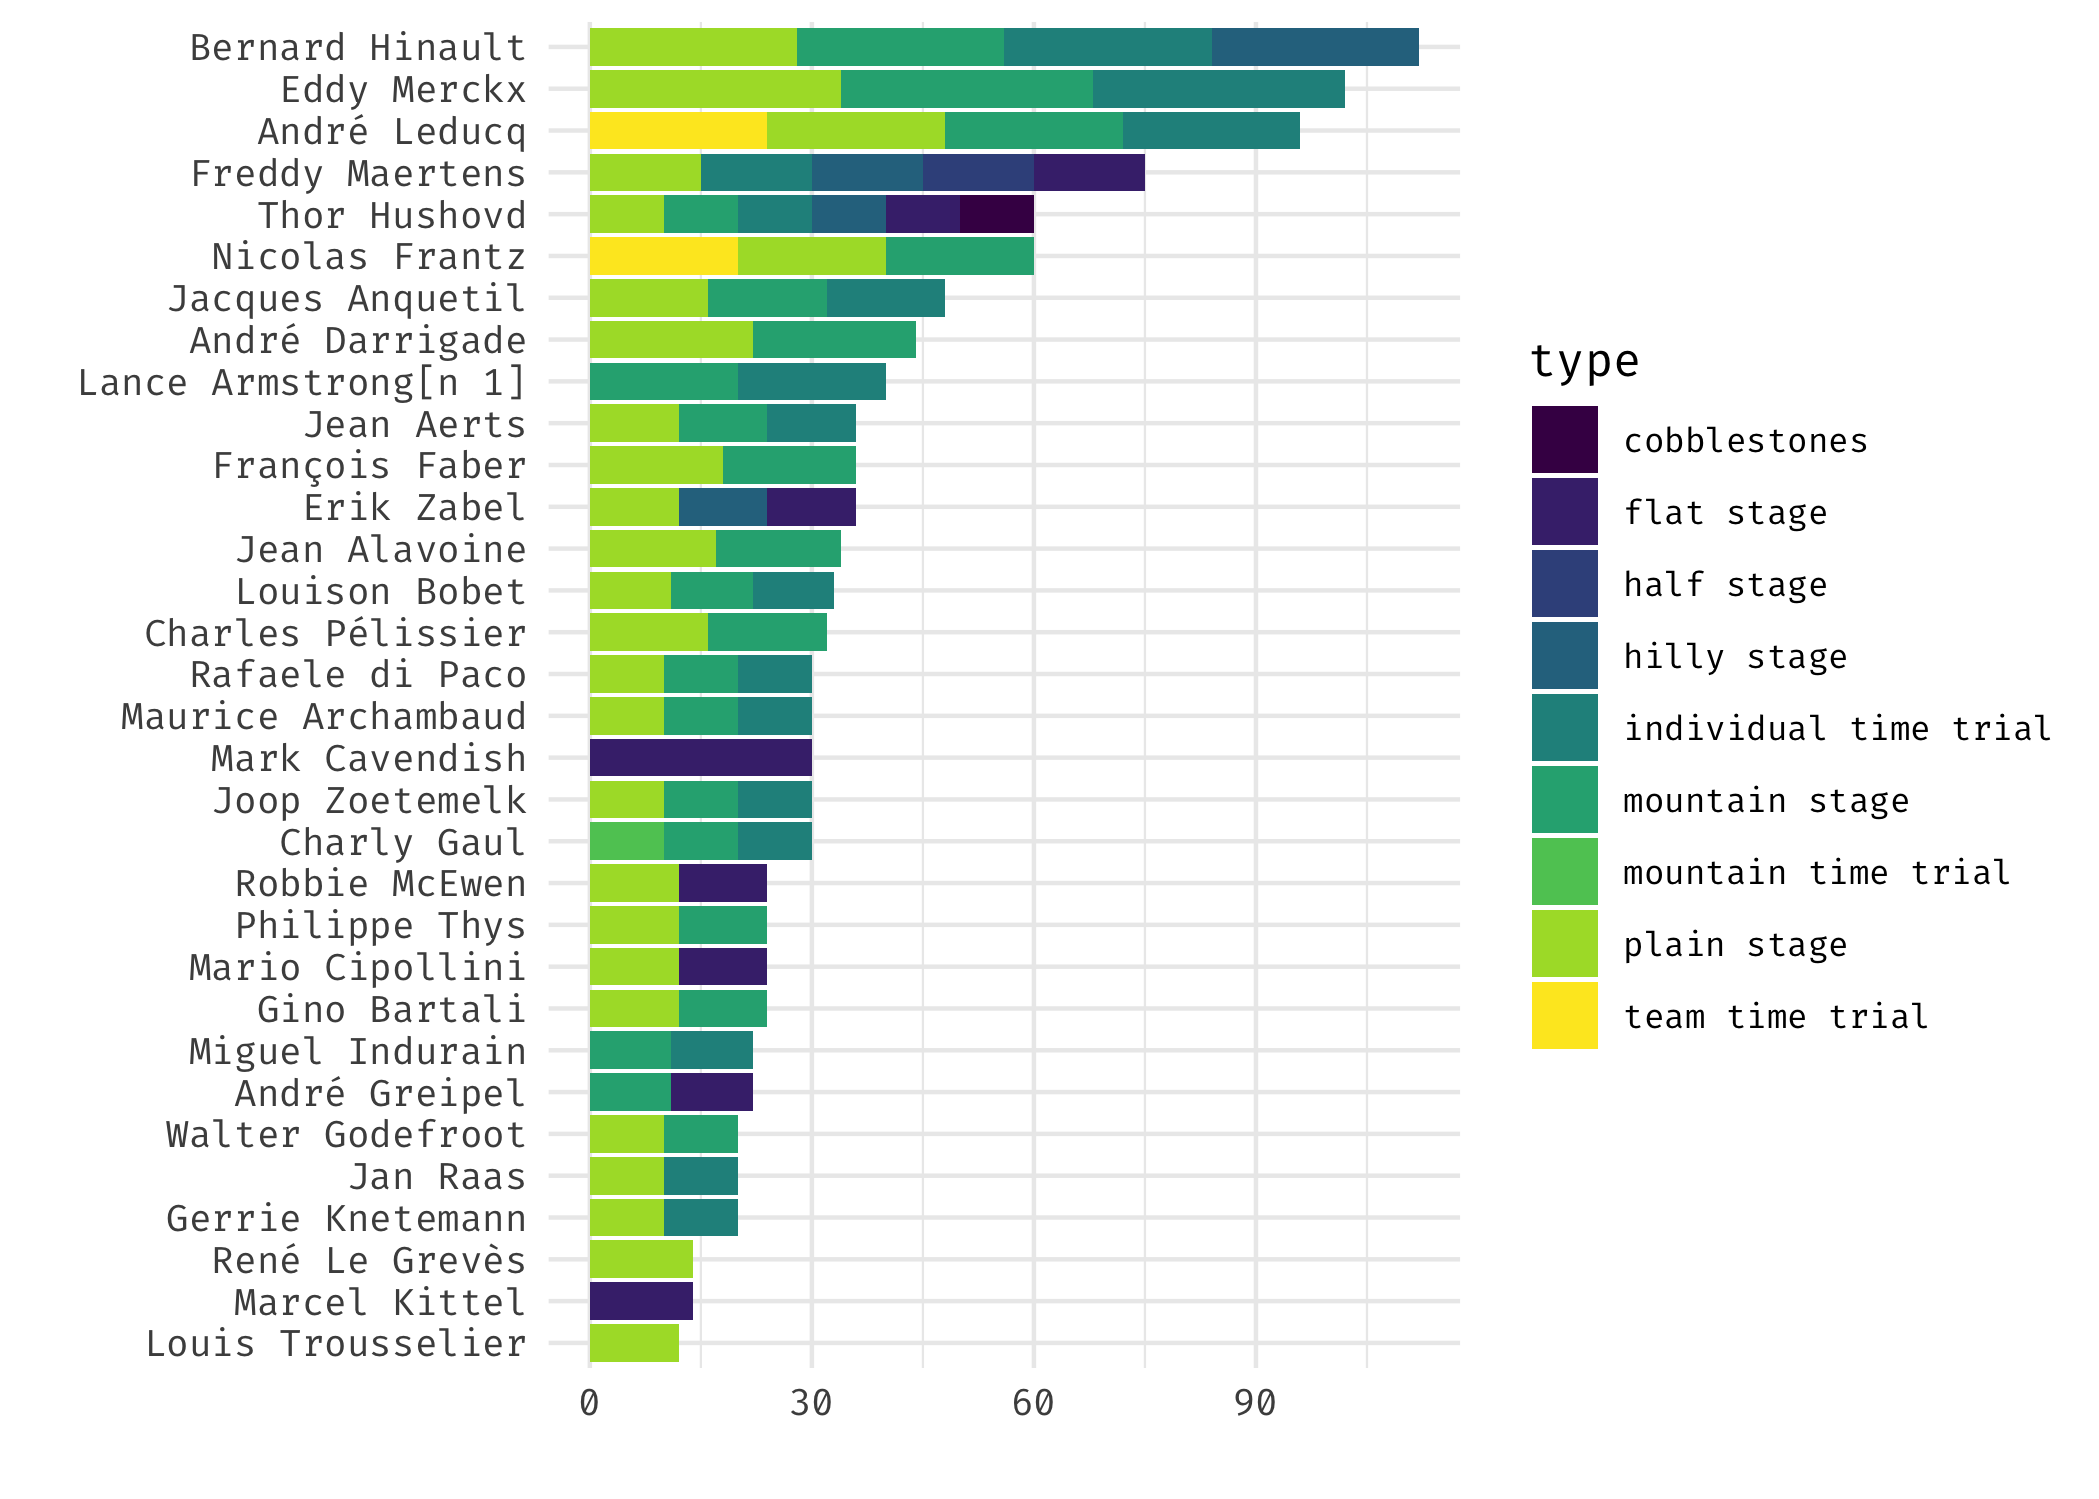 Bernard Hinault
Eddy Merckx
André Leducq
Freddy Maertens
Thor Hushovd
Nicolas Frantz
Jacques Anquetil
André Darrigade
Lance Armstrong[n 1]
Jean Aerts
François Faber
Erik Zabel
Jean Alavoine
Louison Bobet
Charles Pélissier
Rafaele di Paco
Maurice Archambaud
Mark Cavendish
Joop Zoetemelk
Charly Gaul
Robbie McEwen
Philippe Thys
Mario Cipollini
Gino Bartali
Miguel Indurain
André Greipel
Walter Godefroot
Jan Raas
Gerrie Knetemann
René Le Grevès
Marcel Kittel
Louis Trousselier
0 30 60 90
type
cobblestones
flat stage
half stage
hilly stage
individual time trial
mountain stage
mountain time trial
plain stage
team time trial